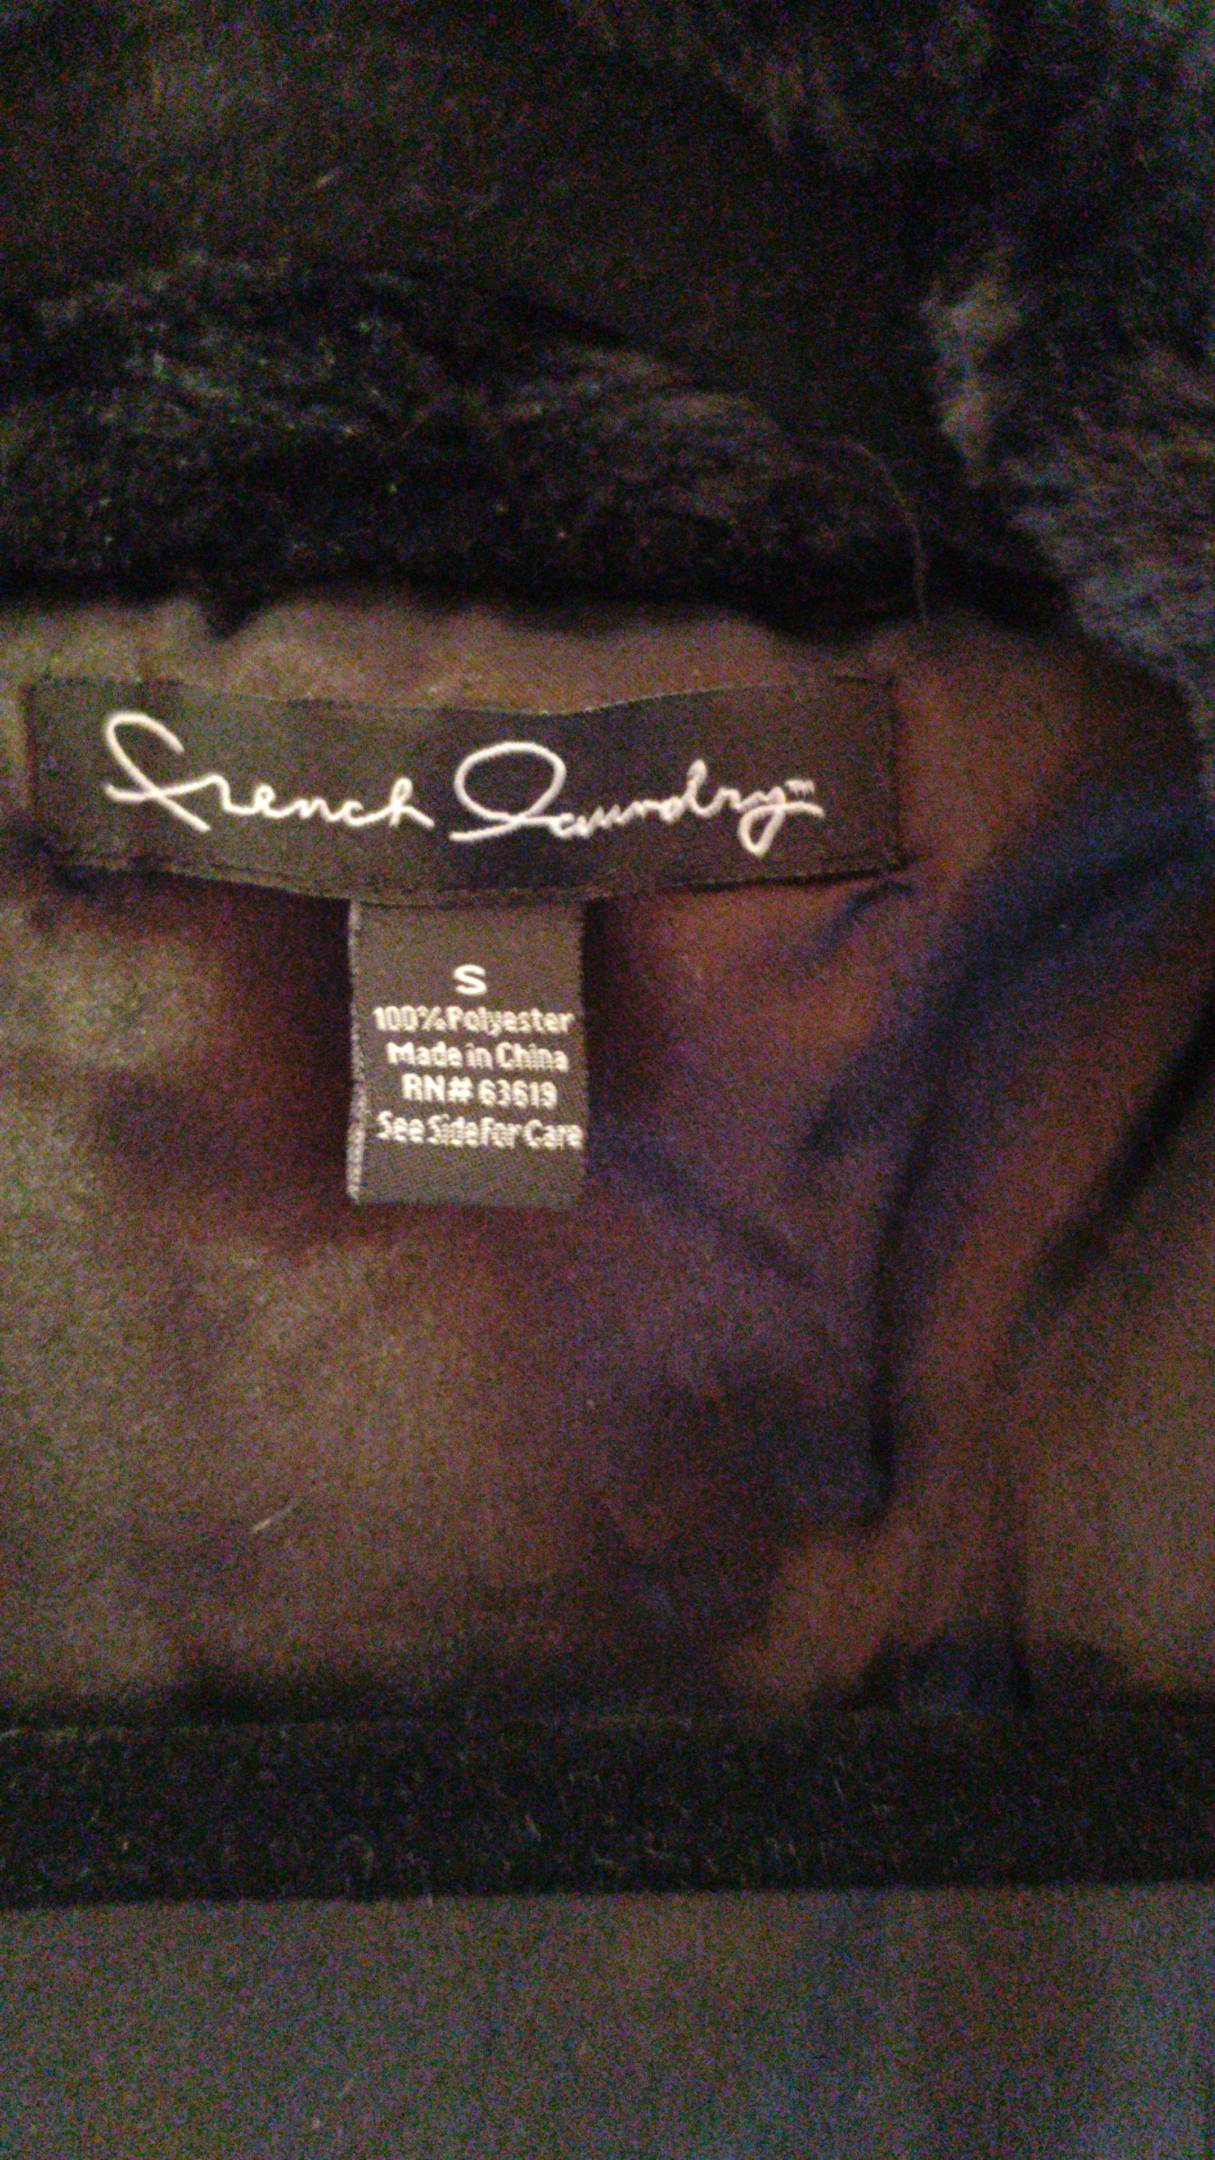 French Laundry™
S
100% Polyester
Made in China
RN# 63619
See Side For Care